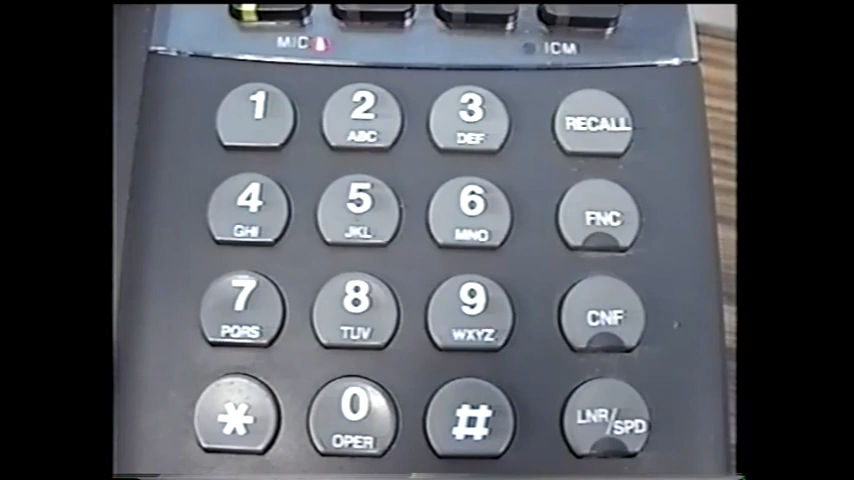 MIC ICM
1 2 ABC 3 DEF RECALL
4 GHI 5 JKL 6 MNO FNC
7 PQRS 8 TUV 9 WXYZ CNF
* 0 OPER # LNR/SPD